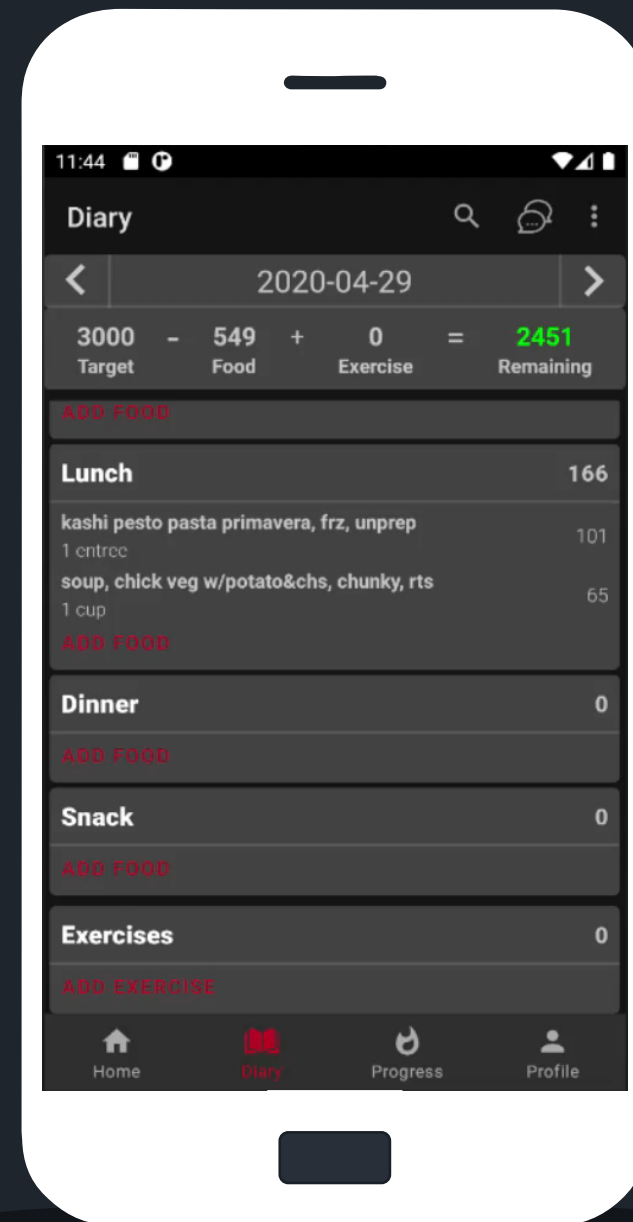 11:44
Diary
2020-04-29
3000 - 549 + 0 = 2451
Target Food Exercise Remaining
ADD FOOD
Lunch 166
kashi pesto pasta primavera, frz, unprep
1 entree 101
soup, chick veg w/potato&chs, chunky, rts
1 cup 65
ADD FOOD
Dinner 0
ADD FOOD
Snack 0
ADD FOOD
Exercises 0
ADD EXERCISE
Home Diary Progress Profile